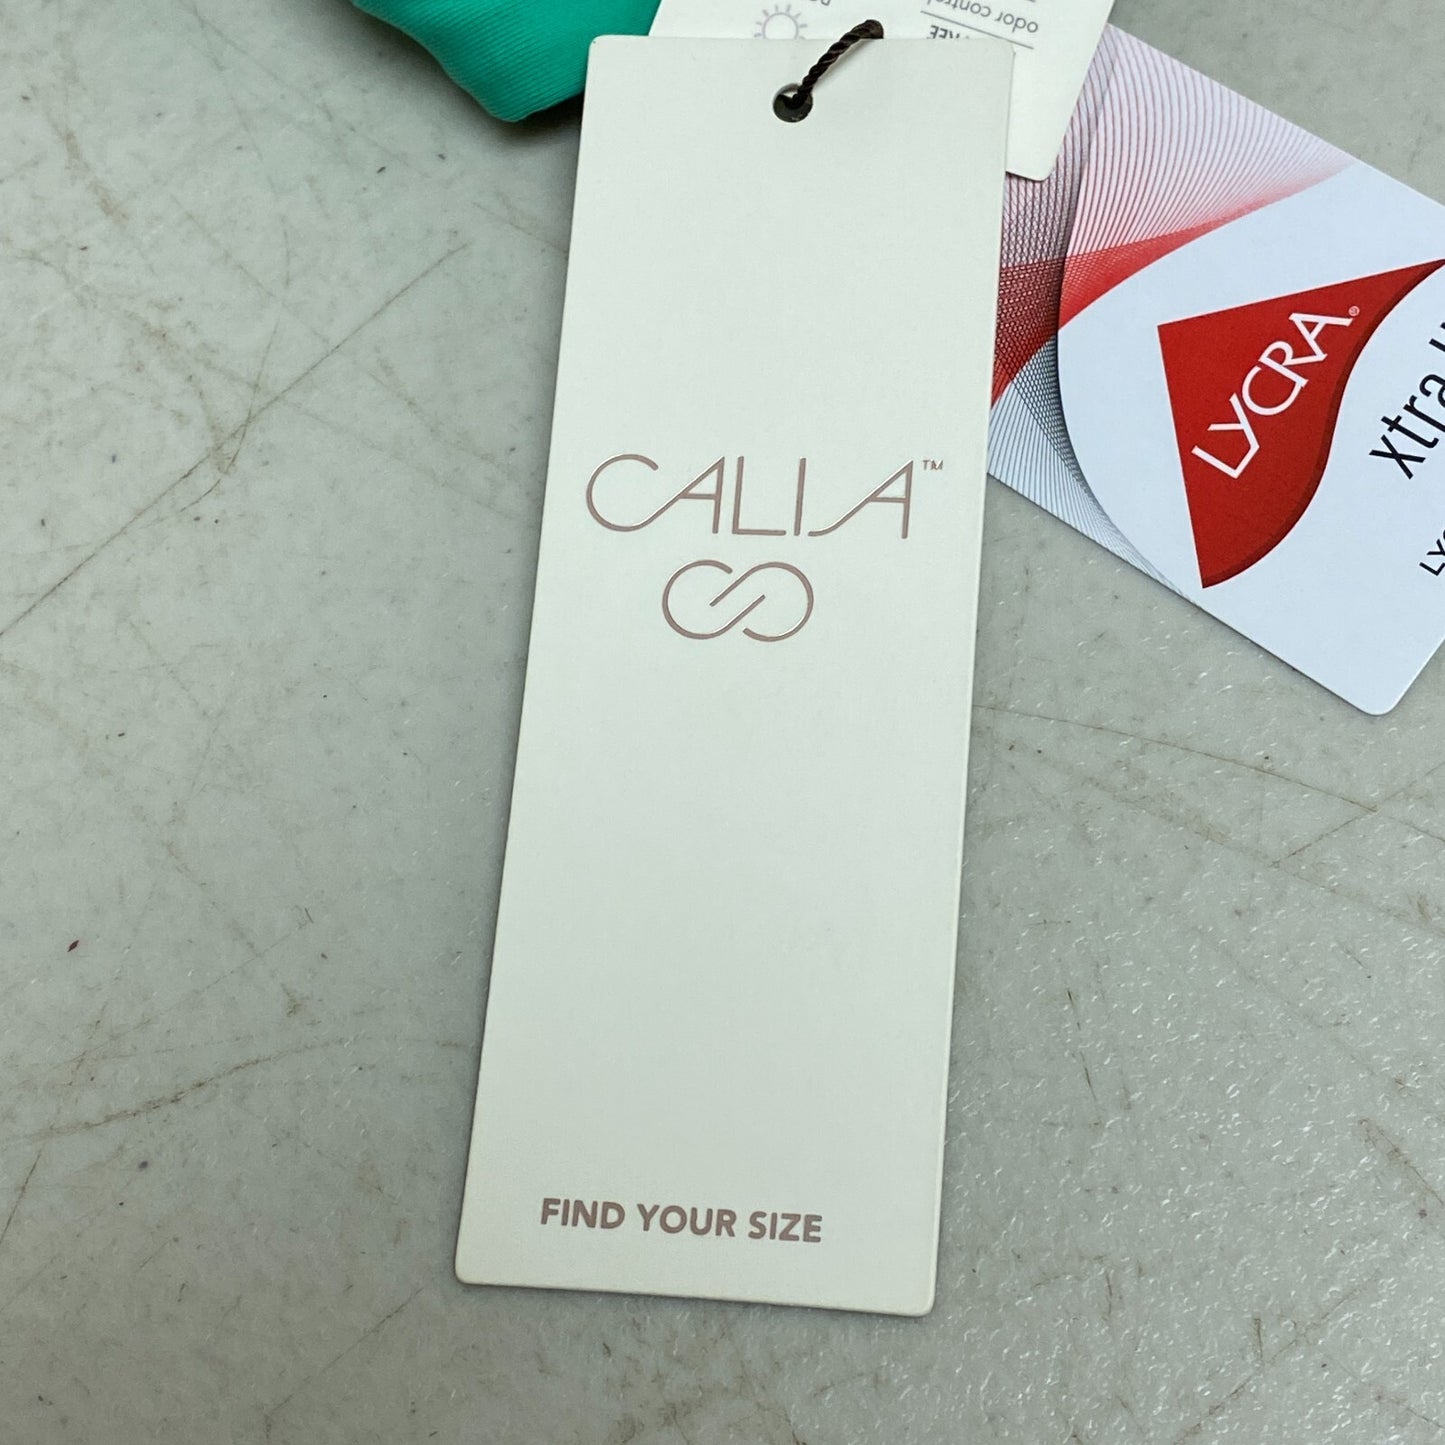 odor control
CALIA™
FIND YOUR SIZE
LYCRA®
xtra